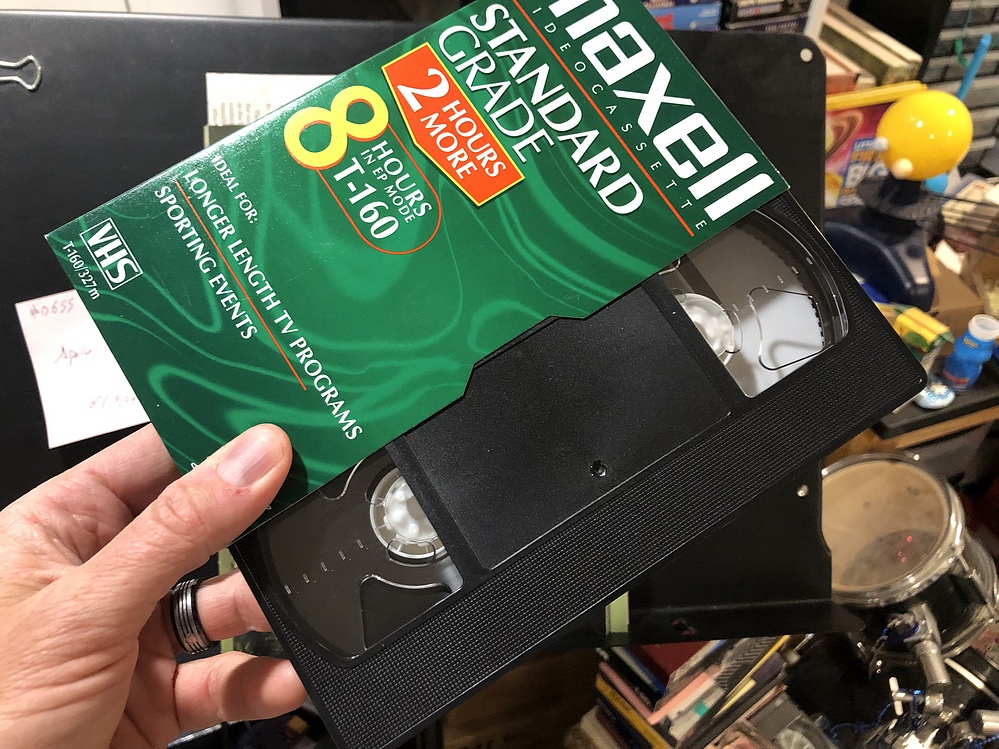 maxell
VIDEOCASSETTE
STANDARD
GRADE
2 HOURS
MORE
8 HOURS
IN EP MODE
T-160
IDEAL FOR:
LONGER LENGTH TV PROGRAMS
SPORTING EVENTS
VHS
T-160/327m